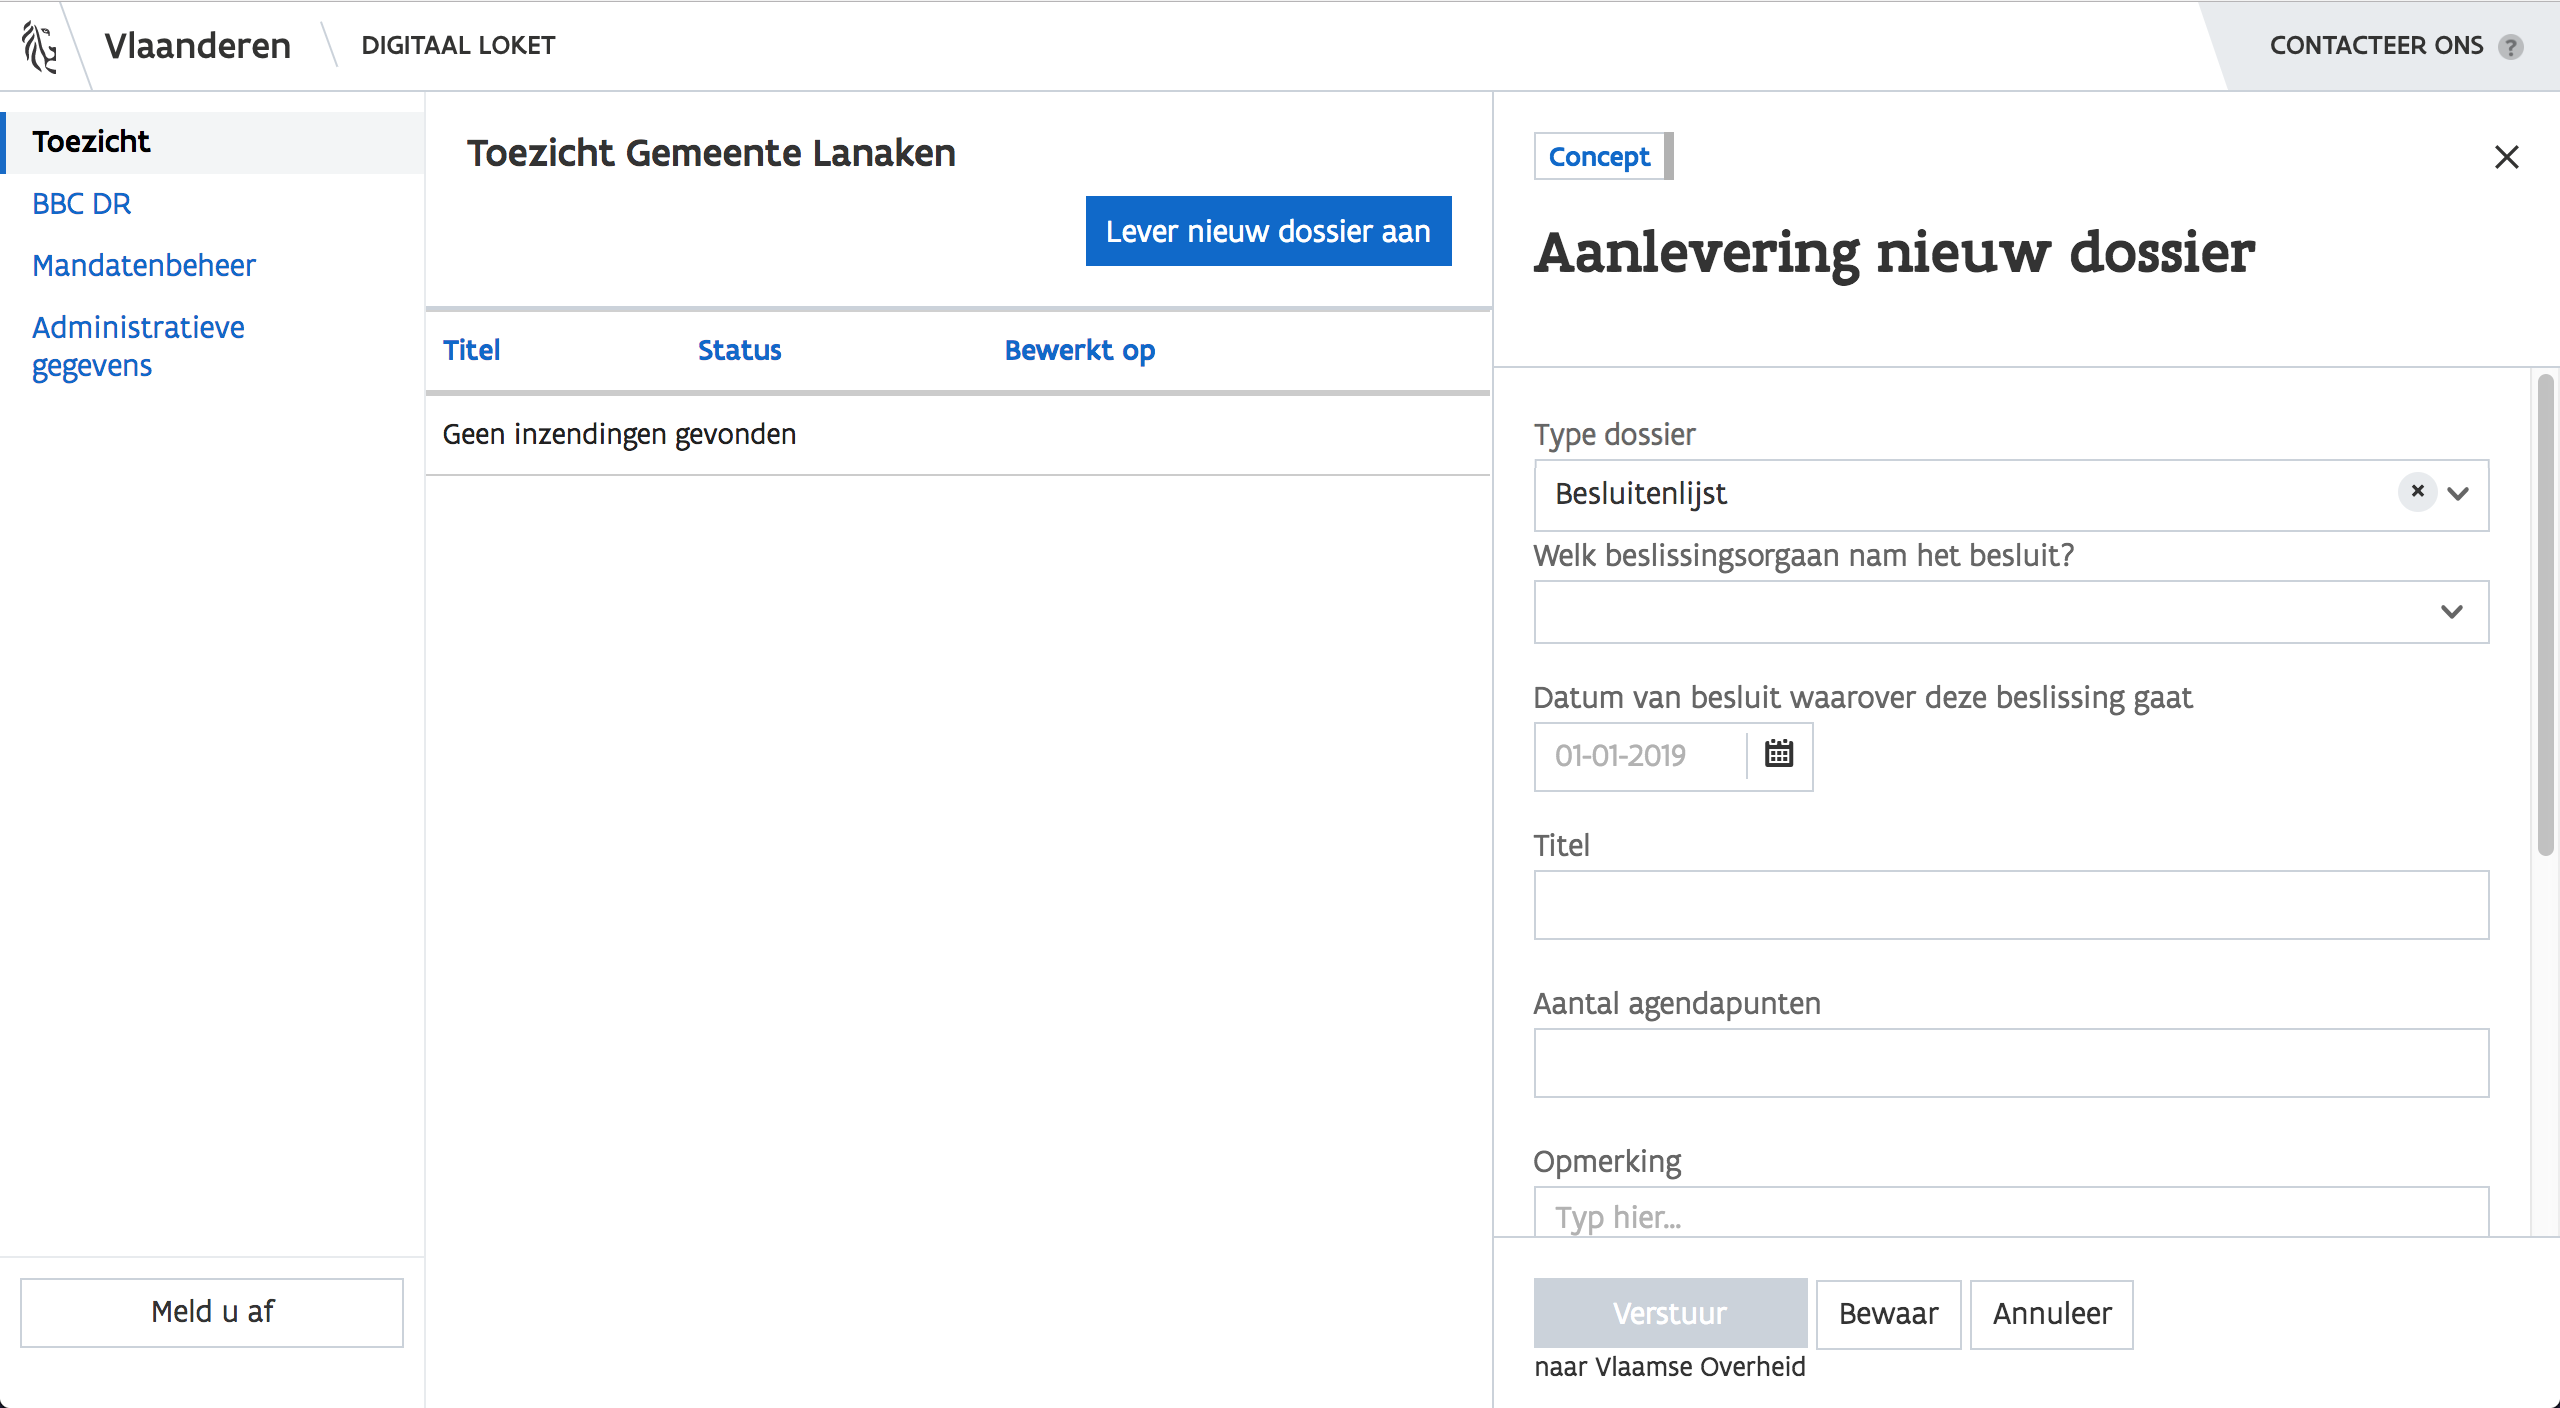 Vlaanderen
DIGITAAL LOKET
CONTACTEER ONS ?
Toezicht
BBC DR
Mandatenbeheer
Administratieve
gegevens
Meld u af
Toezicht Gemeente Lanaken
Lever nieuw dossier aan
Titel Status Bewerkt op
Geen inzendingen gevonden
Concept
Aanlevering nieuw dossier
Type dossier
Besluitenlijst
Welk beslissingsorgaan nam het besluit?
Datum van besluit waarover deze beslissing gaat
01-01-2019
Titel
Aantal agendapunten
Opmerking
Typ hier...
Verstuur Bewaar Annuleer
naar Vlaamse Overheid